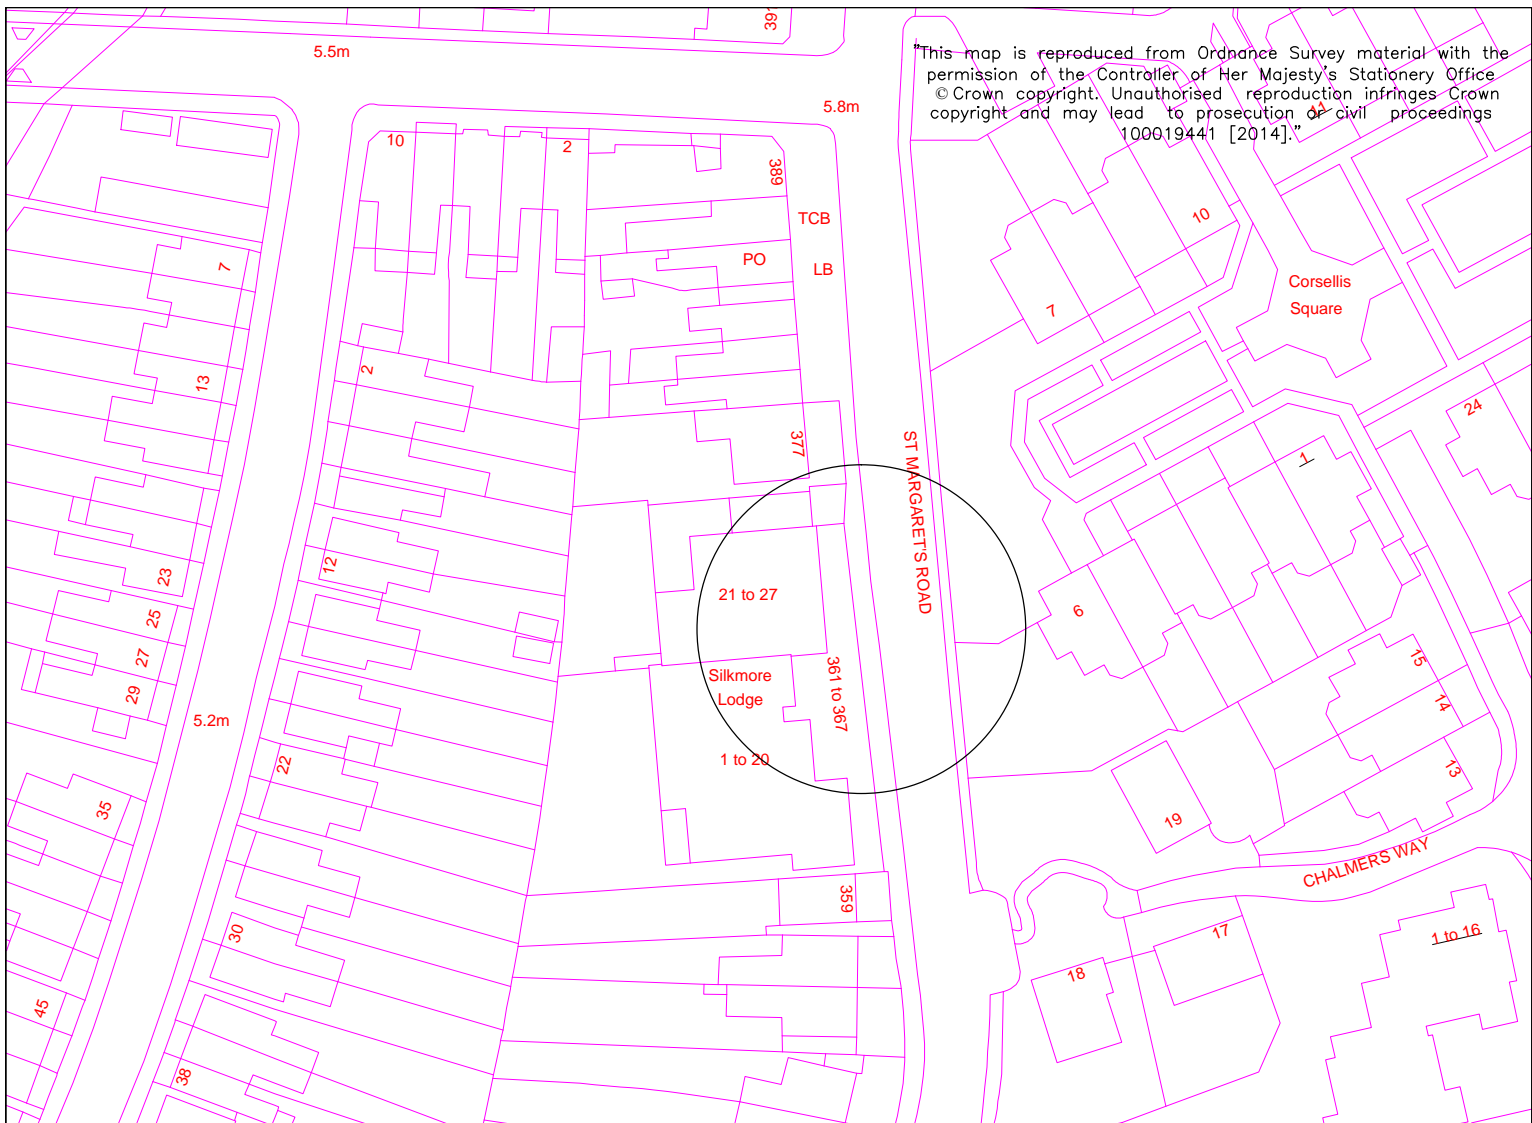 391
5.5m
"This map is reproduced from Ordnance Survey material with the
permission of the Controller of Her Majesty's Stationery Office
© Crown copyright. Unauthorised reproduction infringes Crown
copyright and may lead to prosecution or civil proceedings
100019441 [2014]."
5.8m
11
10
2
389
TCB
10
PO
LB
7
Corsellis
Square
7
2
13
24
377
1
ST MARGARET'S ROAD
12
23
21 to 27
6
25
27
29
Silkmore
Lodge
361 to 367
15
14
5.2m
22
1 to 20
13
35
19
CHALMERS WAY
359
30
17
1 to 16
18
45
38